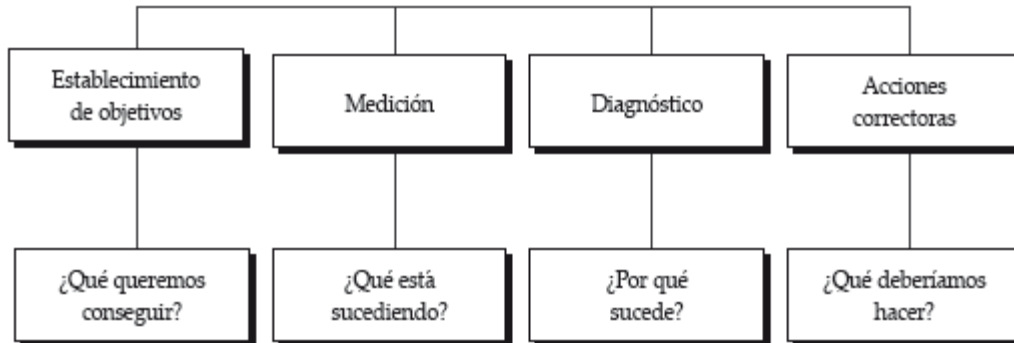 Establecimiento
de objetivos
Medición
Diagnóstico
Acciones
correctoras
¿Qué queremos
conseguir?
¿Qué está
sucediendo?
¿Por qué
sucede?
¿Qué deberíamos
hacer?